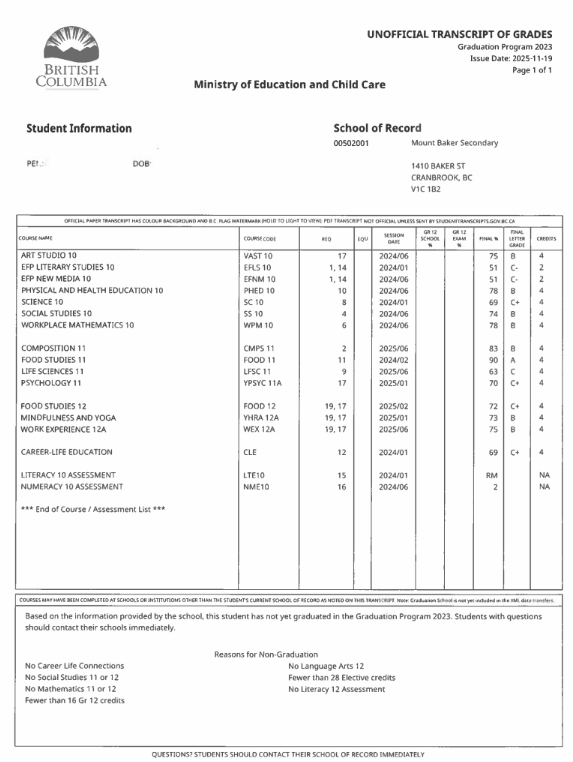 UNOFFICIAL TRANSCRIPT OF GRADES
Graduation Program 2023
Issue Date: 2025-11-19
Page 1 of 1
BRITISH
COLUMBIA
Ministry of Education and Child Care
Student Information
School of Record
00502001 Mount Baker Secondary
PEN: DOB:
1410 BAKER ST
CRANBROOK, BC
V1C 1B2
OFFICIAL PAPER TRANSCRIPT HAS COLOUR BACKGROUND AND B.C. FLAG WATERMARK (HOLD TO LIGHT TO VIEW). PDF TRANSCRIPT NOT OFFICIAL UNLESS SENT BY STUDENTTRANSCRIPTS.GOV.BC.CA
COURSE NAME COURSE CODE REQ EQV SESSION DATE GR 12 SCHOOL % GR 12 EXAM % FINAL % FINAL LETTER GRADE CREDITS
ART STUDIO 10 VAST 10 17 2024/06 75 B 4
EFP LITERARY STUDIES 10 EFLS 10 1, 14 2024/01 51 C- 2
EFP NEW MEDIA 10 EFNM 10 1, 14 2024/06 51 C- 2
PHYSICAL AND HEALTH EDUCATION 10 PHED 10 10 2024/06 78 B 4
SCIENCE 10 SC 10 8 2024/01 69 C+ 4
SOCIAL STUDIES 10 SS 10 4 2024/06 74 B 4
WORKPLACE MATHEMATICS 10 WPM 10 6 2024/06 78 B 4
COMPOSITION 11 CMPS 11 2 2025/06 83 B 4
FOOD STUDIES 11 FOOD 11 11 2024/02 90 A 4
LIFE SCIENCES 11 LFSC 11 9 2025/06 63 C 4
PSYCHOLOGY 11 YPSYC 11A 17 2025/01 70 C+ 4
FOOD STUDIES 12 FOOD 12 19, 17 2025/02 72 C+ 4
MINDFULNESS AND YOGA YHRA 12A 19, 17 2025/01 73 B 4
WORK EXPERIENCE 12A WEX 12A 19, 17 2025/06 75 B 4
CAREER-LIFE EDUCATION CLE 12 2024/01 69 C+ 4
LITERACY 10 ASSESSMENT LTE10 15 2024/01 RM NA
NUMERACY 10 ASSESSMENT NME10 16 2024/06 2 NA
*** End of Course / Assessment List ***
COURSES MAY HAVE BEEN COMPLETED AT SCHOOLS OR INSTITUTIONS OTHER THAN THE STUDENT'S CURRENT SCHOOL OF RECORD AS NOTED ON THIS TRANSCRIPT. Note: Graduation School is not yet included in the XML data transfers.
Based on the information provided by the school, this student has not yet graduated in the Graduation Program 2023. Students with questions
should contact their schools immediately.
Reasons for Non-Graduation
No Career Life Connections No Language Arts 12
No Social Studies 11 or 12 Fewer than 28 Elective credits
No Mathematics 11 or 12 No Literacy 12 Assessment
Fewer than 16 Gr 12 credits
QUESTIONS? STUDENTS SHOULD CONTACT THEIR SCHOOL OF RECORD IMMEDIATELY